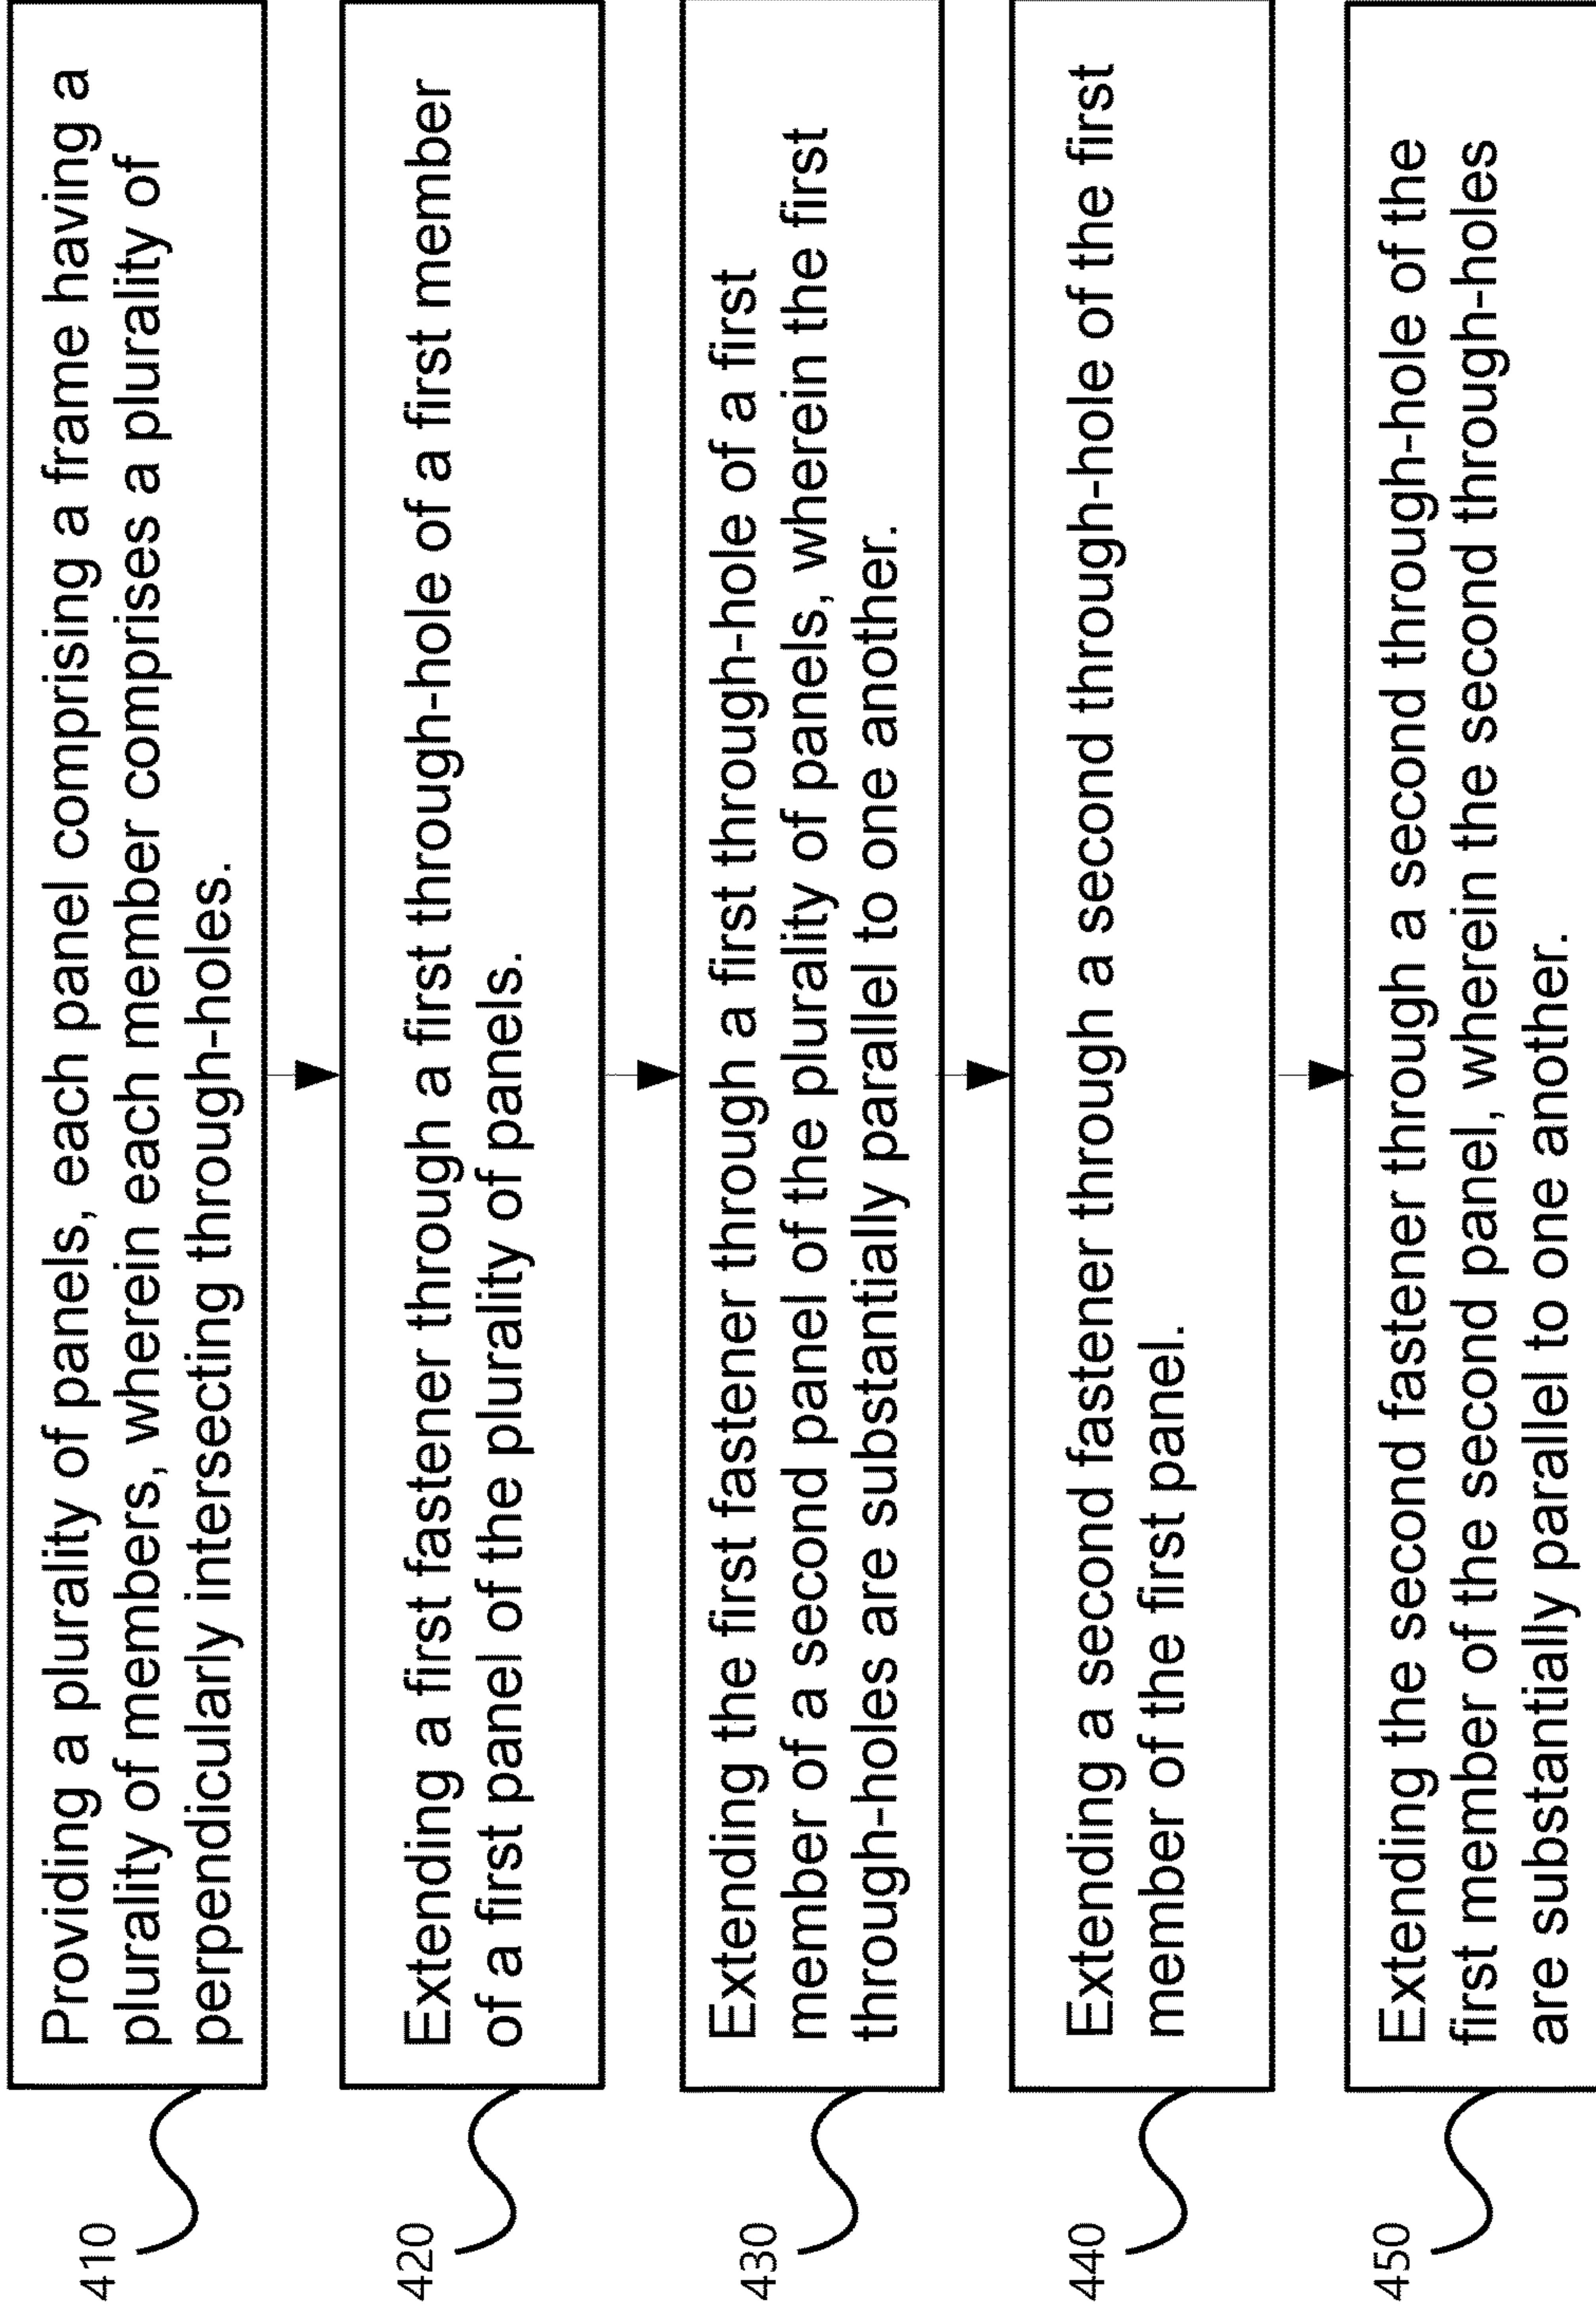 410
Providing a plurality of panels, each panel comprising a frame having a
plurality of members, wherein each member comprises a plurality of
perpendicularly intersecting through-holes.
420
Extending a first fastener through a first through-hole of a first member
of a first panel of the plurality of panels.
430
Extending the first fastener through a first through-hole of a first
member of a second panel of the plurality of panels, wherein the first
through-holes are substantially parallel to one another.
440
Extending a second fastener through a second through-hole of the first
member of the first panel.
450
Extending the second fastener through a second through-hole of the
first member of the second panel, wherein the second through-holes
are substantially parallel to one another.